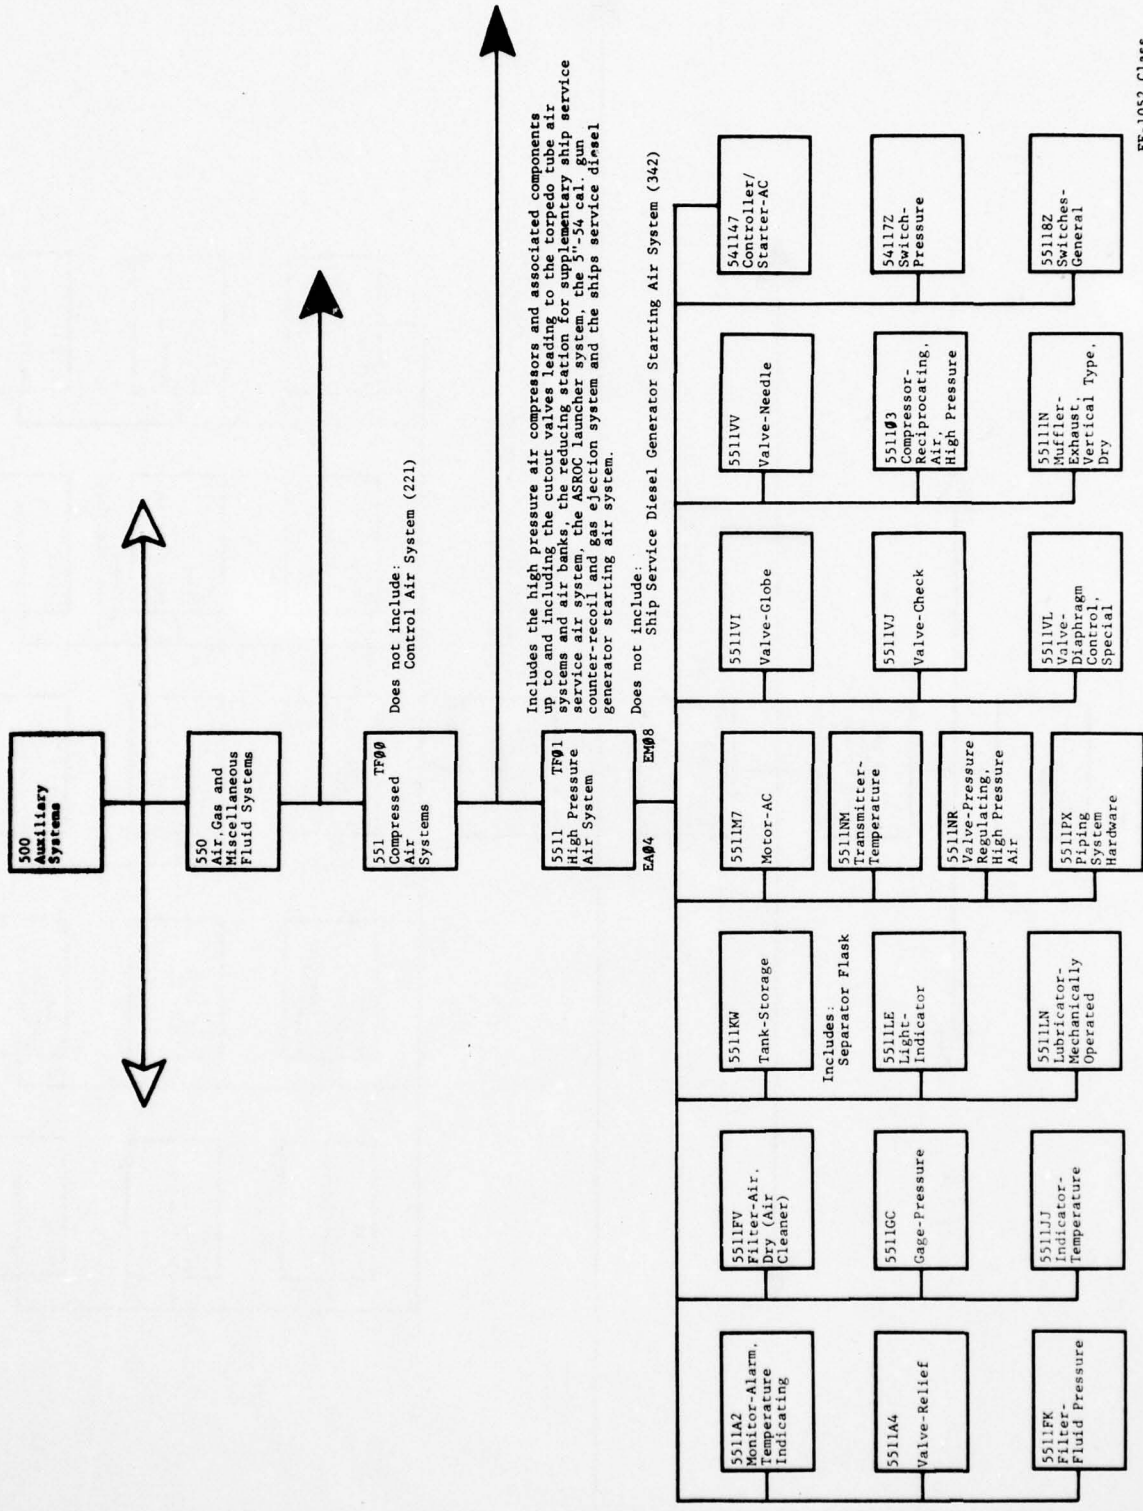 500
Auxiliary
Systems
550
Air,Gas and
Miscellaneous
Fluid Systems
551 TF00
Compressed
Air
Systems
Does not include:
Control Air System (221)
5511 TF01
High Pressure
Air System
Includes the high pressure air compressors and associated components
up to and including the cutout valves leading to the torpedo tube air
systems and air banks, the reducing station for supplementary ship service
service air system, the ASROC launcher system, the 5"-54 cal. gun
counter-recoil and gas ejection system and the ships service diesel
generator starting air system.
EA04
EM08
Does not include:
Ship Service Diesel Generator Starting Air System (342)
5511A2
Monitor-Alarm,
Temperature
Indicating
5511A4
Valve-Relief
5511FK
Filter-
Fluid Pressure
5511FV
Filter-Air,
Dry (Air
Cleaner)
5511GC
Gage-Pressure
5511JJ
Indicator-
Temperature
5511KW
Tank-Storage
Includes:
Separator Flask
5511LE
Light-
Indicator
5511LN
Lubricator-
Mechanically
Operated
5511M7
Motor-AC
5511NM
Transmitter-
Temperature
5511NR
Valve-Pressure
Regulating,
High Pressure
Air
5511PX
Piping
System
Hardware
5511VI
Valve-Globe
5511VJ
Valve-Check
5511VL
Valve-
Diaphragm
Control,
Special
5511VV
Valve-Needle
551103
Compressor-
Reciprocating,
Air,
High Pressure
55111N
Muffler-
Exhaust,
Vertical Type,
Dry
541147
Controller/
Starter-AC
54117Z
Switch-
Pressure
55118Z
Switches-
General
FF-1052 Class